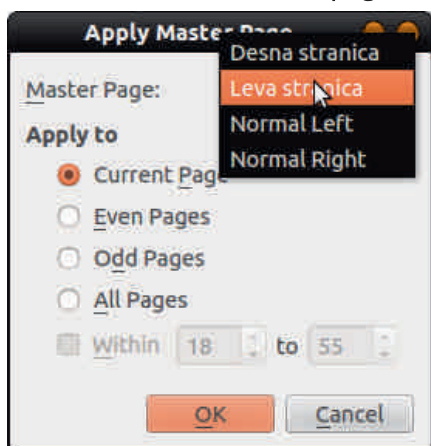 Apply Master Page
Desna stranica
Master Page:
Leva stranica
Normal Left
Normal Right
Apply to
Current Page
Even Pages
Odd Pages
All Pages
Within 18 to 55
OK Cancel